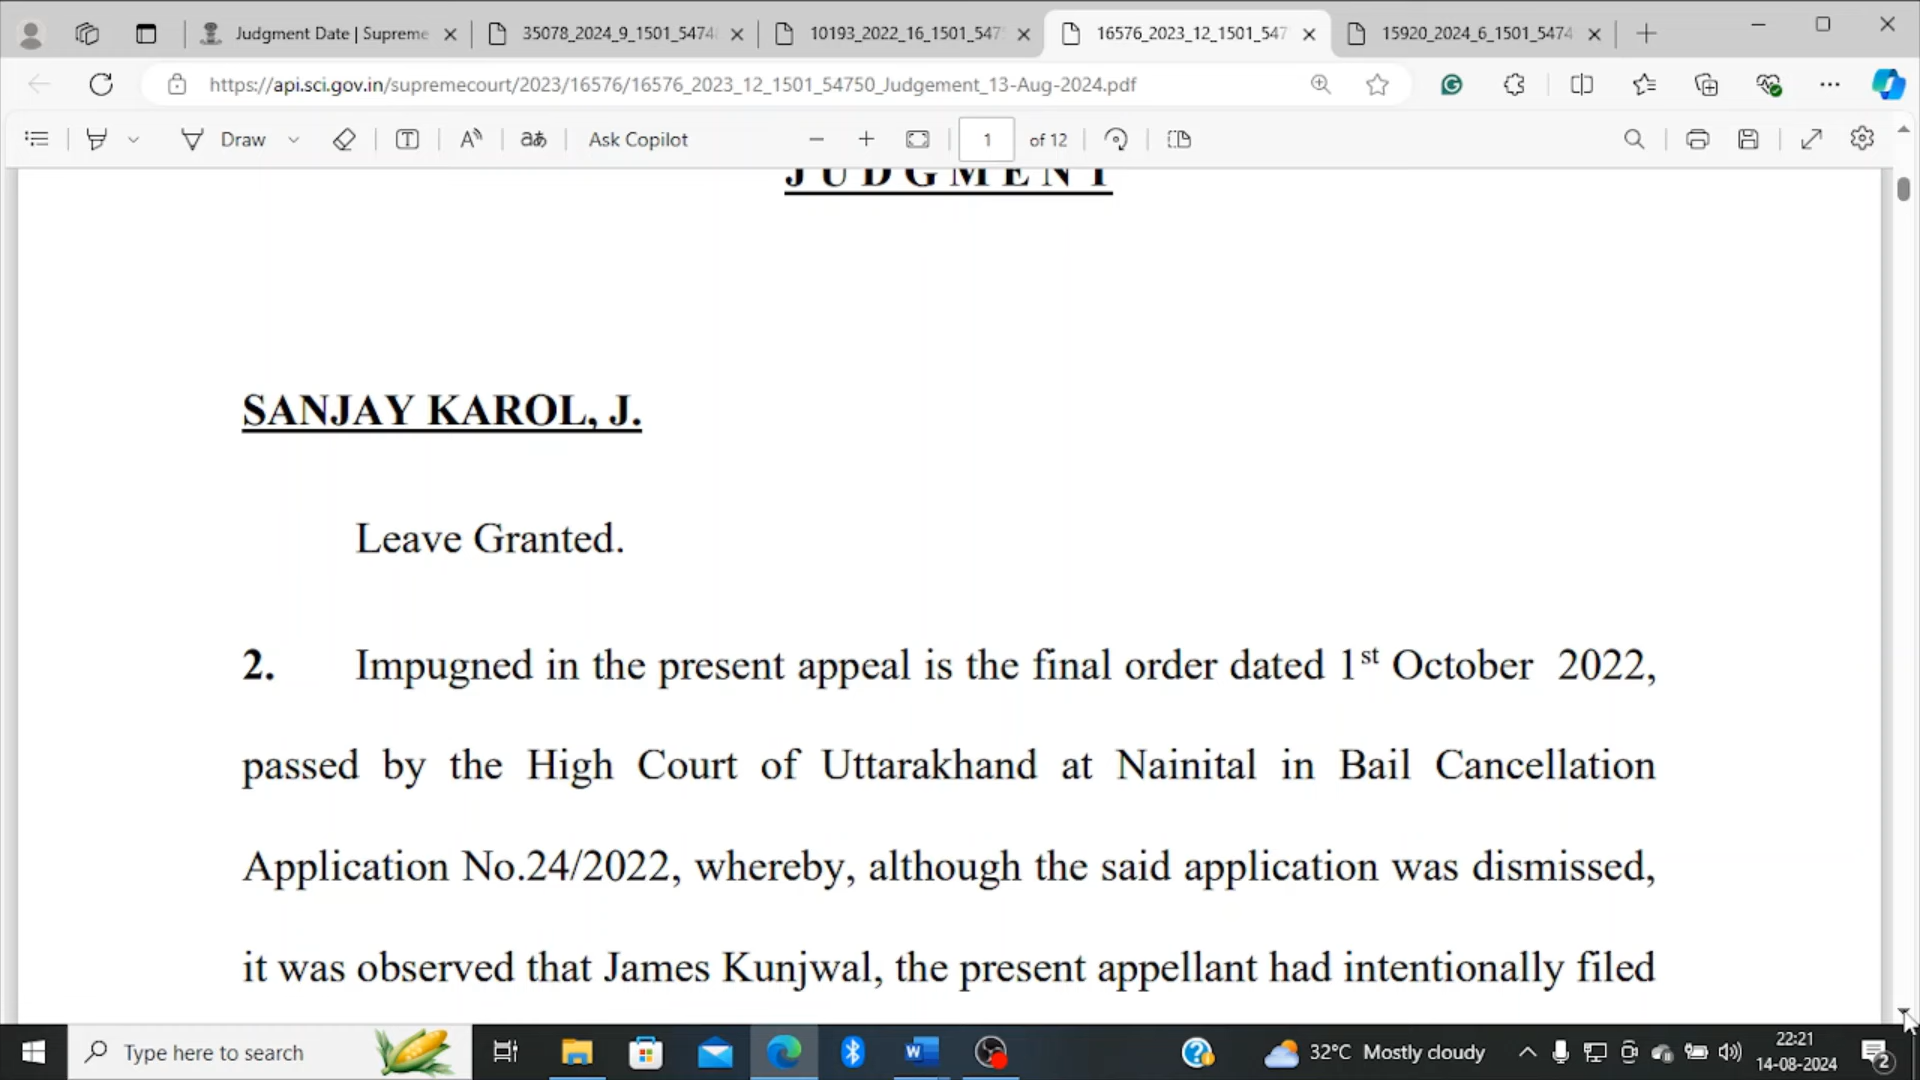 Judgment Date | Supreme
35078_2024_9_1501_5474
10193_2022_16_1501_547
16576_2023_12_1501_547
15920_2024_6_1501_5474
https://api.sci.gov.in/supremecourt/2023/16576/16576_2023_12_1501_54750_Judgement_13-Aug-2024.pdf
Draw
Ask Copilot
1 of 12
JUDGMENT
SANJAY KAROL, J.
Leave Granted.
2. Impugned in the present appeal is the final order dated 1st October 2022,
passed by the High Court of Uttarakhand at Nainital in Bail Cancellation
Application No.24/2022, whereby, although the said application was dismissed,
it was observed that James Kunjwal, the present appellant had intentionally filed
Type here to search
32°C Mostly cloudy
22:21
14-08-2024
2